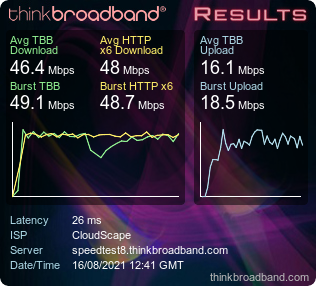 thinkbroadband® RESULTS
Avg TBB Download
Avg HTTP x6 Download
Avg TBB Upload
46.4 Mbps
48 Mbps
16.1 Mbps
Burst TBB
Burst HTTP x6
Burst Upload
49.1 Mbps
48.7 Mbps
18.5 Mbps
Latency 26 ms
ISP CloudScape
Server speedtest8.thinkbroadband.com
Date/Time 16/08/2021 12:41 GMT
thinkbroadband.com